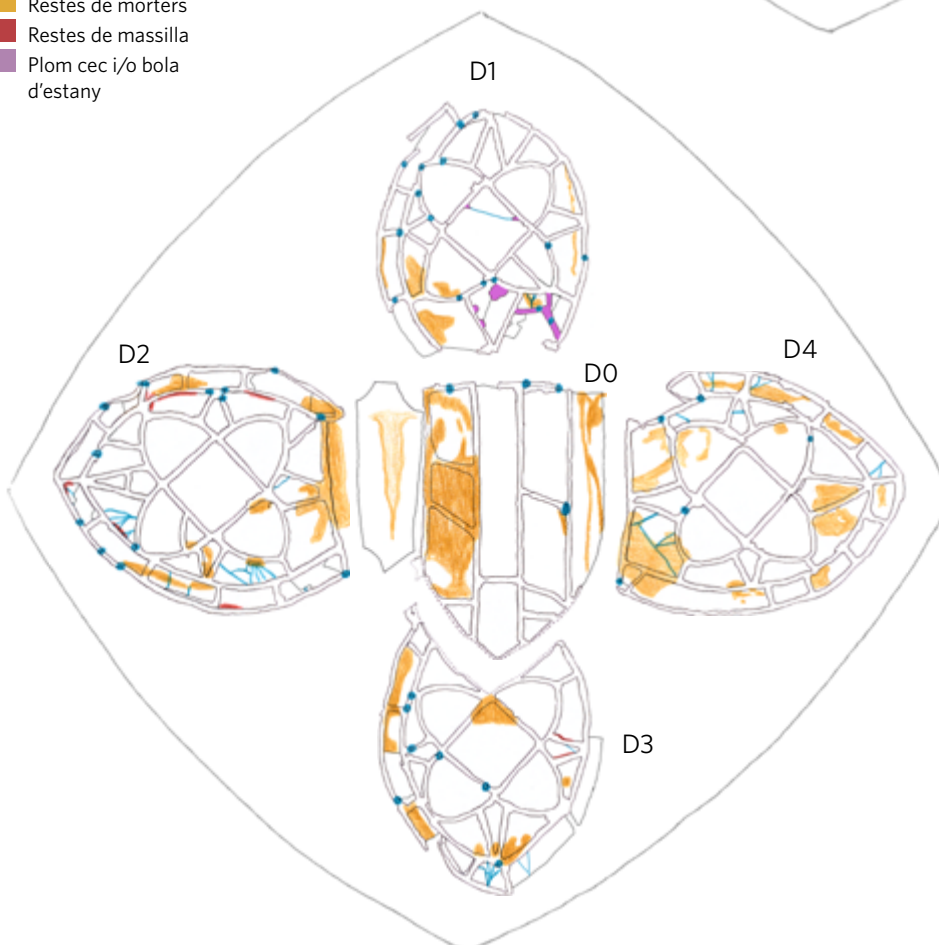 Restes de morters
Restes de massilla
Plom cec i/o bola
d'estany
D1
D2
D4
D0
D3